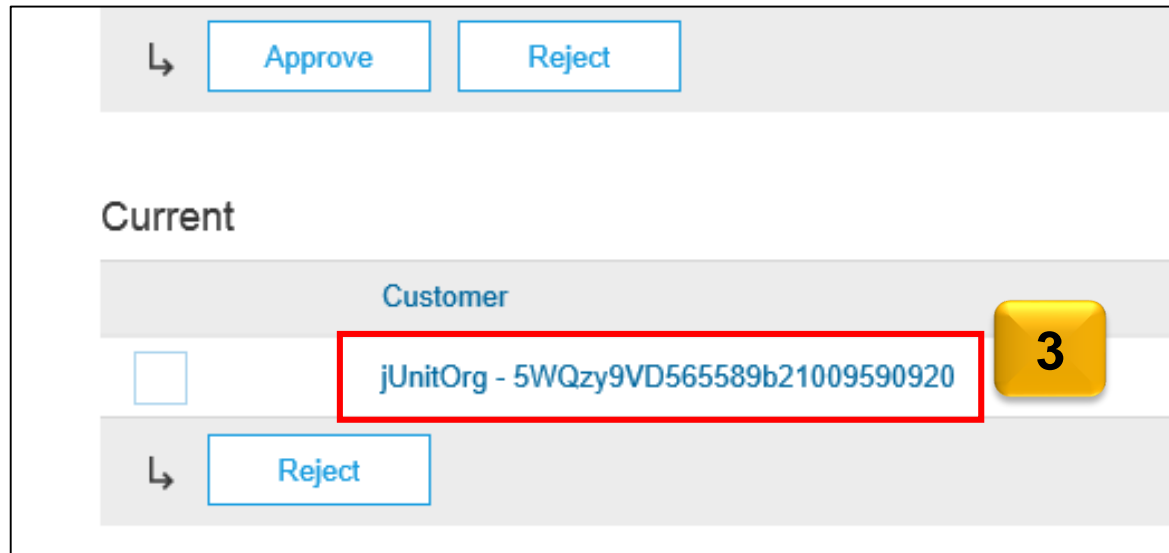 Approve Reject
Current
Customer
jUnitOrg - 5WQzy9VD565589b21009590920
3
Reject